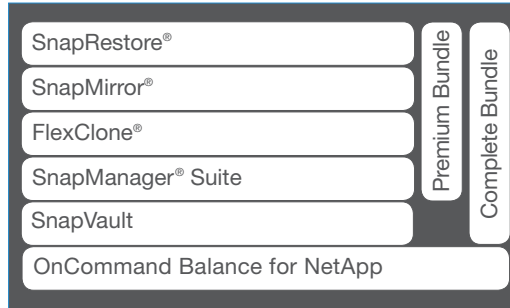 SnapRestore®
SnapMirror®
FlexClone®
SnapManager® Suite
SnapVault
OnCommand Balance for NetApp
Premium Bundle
Complete Bundle